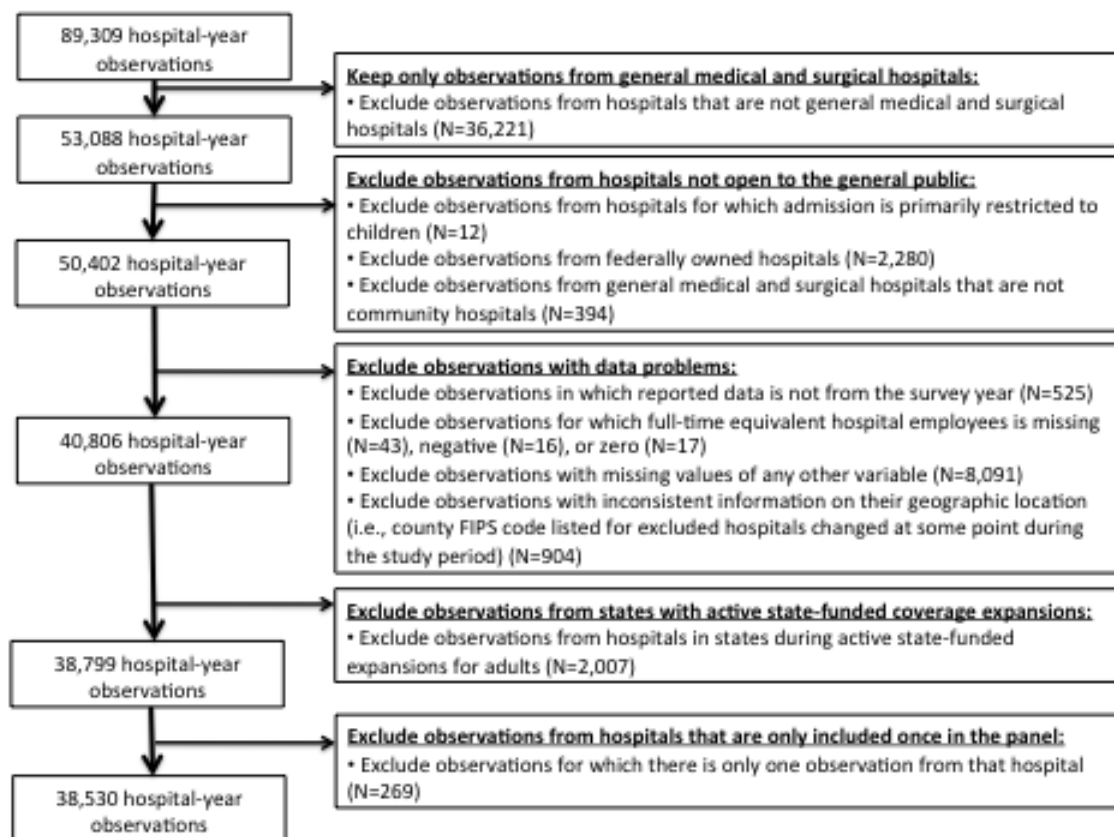 89,309 hospital-year
observations
Keep only observations from general medical and surgical hospitals:
• Exclude observations from hospitals that are not general medical and surgical
hospitals (N=36,221)
53,088 hospital-year
observations
Exclude observations from hospitals not open to the general public:
• Exclude observations from hospitals for which admission is primarily restricted to
children (N=12)
• Exclude observations from federally owned hospitals (N=2,280)
• Exclude observations from general medical and surgical hospitals that are not
community hospitals (N=394)
50,402 hospital-year
observations
Exclude observations with data problems:
• Exclude observations in which reported data is not from the survey year (N=525)
• Exclude observations for which full-time equivalent hospital employees is missing
(N=43), negative (N=16), or zero (N=17)
• Exclude observations with missing values of any other variable (N=8,091)
• Exclude observations with inconsistent information on their geographic location
(i.e., county FIPS code listed for excluded hospitals changed at some point during
the study period) (N=904)
40,806 hospital-year
observations
Exclude observations from states with active state-funded coverage expansions:
• Exclude observations from hospitals in states during active state-funded
expansions for adults (N=2,007)
38,799 hospital-year
observations
Exclude observations from hospitals that are only included once in the panel:
• Exclude observations for which there is only one observation from that hospital
(N=269)
38,530 hospital-year
observations